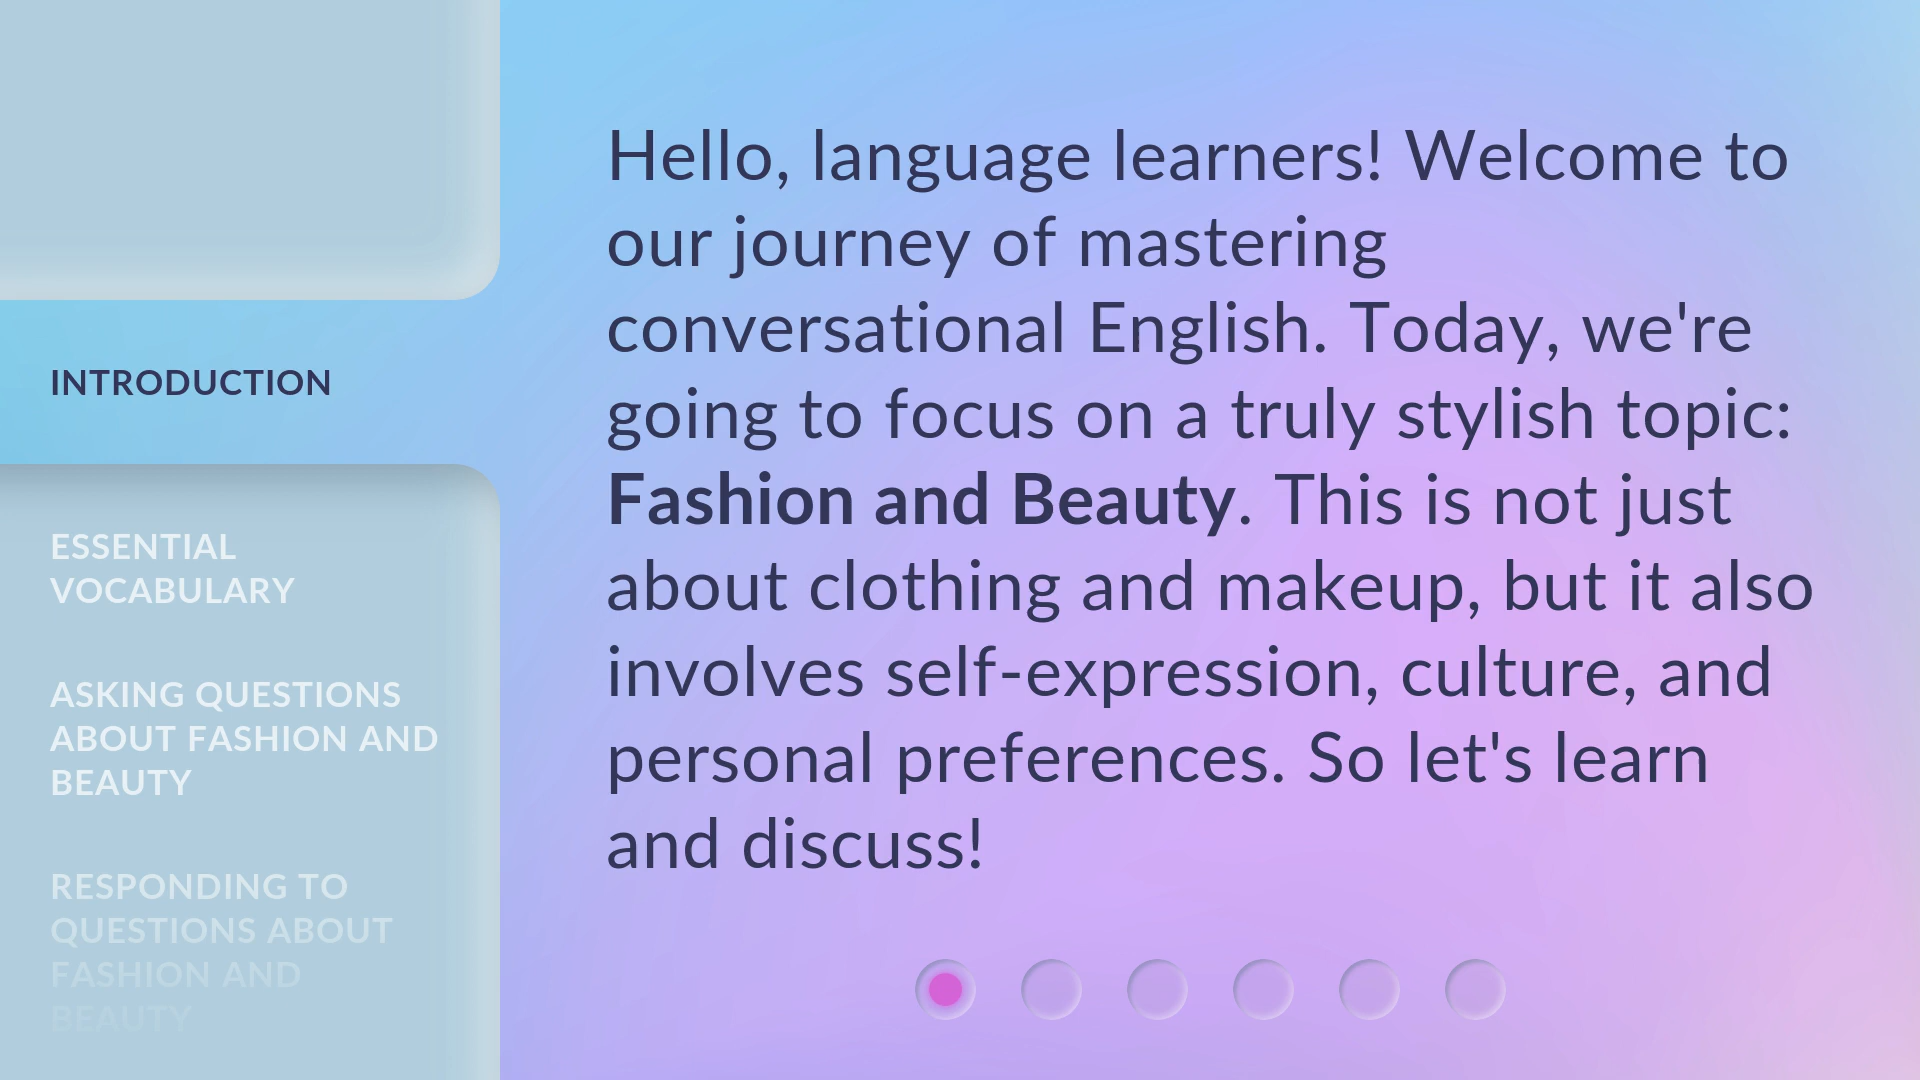 INTRODUCTION
ESSENTIAL
VOCABULARY
ASKING QUESTIONS
ABOUT FASHION AND
BEAUTY
RESPONDING TO
QUESTIONS ABOUT
FASHION AND
BEAUTY
Hello, language learners! Welcome to
our journey of mastering
conversational English. Today, we're
going to focus on a truly stylish topic:
Fashion and Beauty. This is not just
about clothing and makeup, but it also
involves self-expression, culture, and
personal preferences. So let's learn
and discuss!